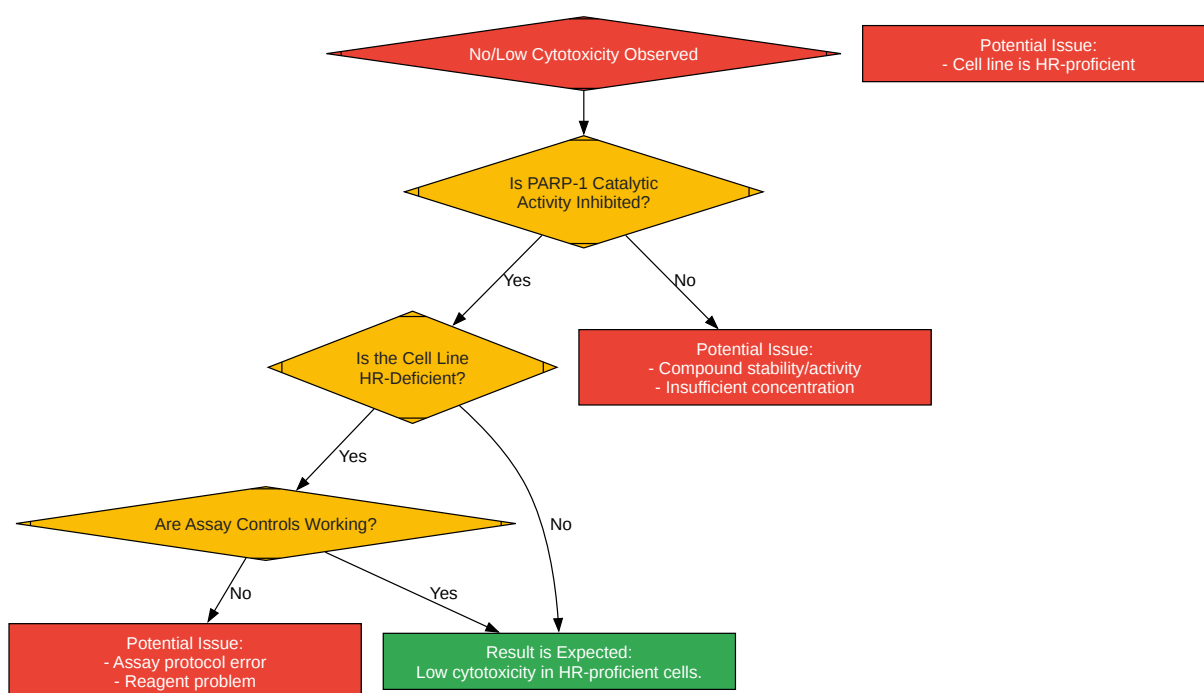 No/Low Cytotoxicity Observed
Potential Issue:
- Cell line is HR-proficient
Is PARP-1 Catalytic
Activity Inhibited?
Yes
No
Is the Cell Line
HR-Deficient?
Potential Issue:
- Compound stability/activity
- Insufficient concentration
Yes
Are Assay Controls Working?
No
No
Yes
Potential Issue:
- Assay protocol error
- Reagent problem
Result is Expected:
Low cytotoxicity in HR-proficient cells.